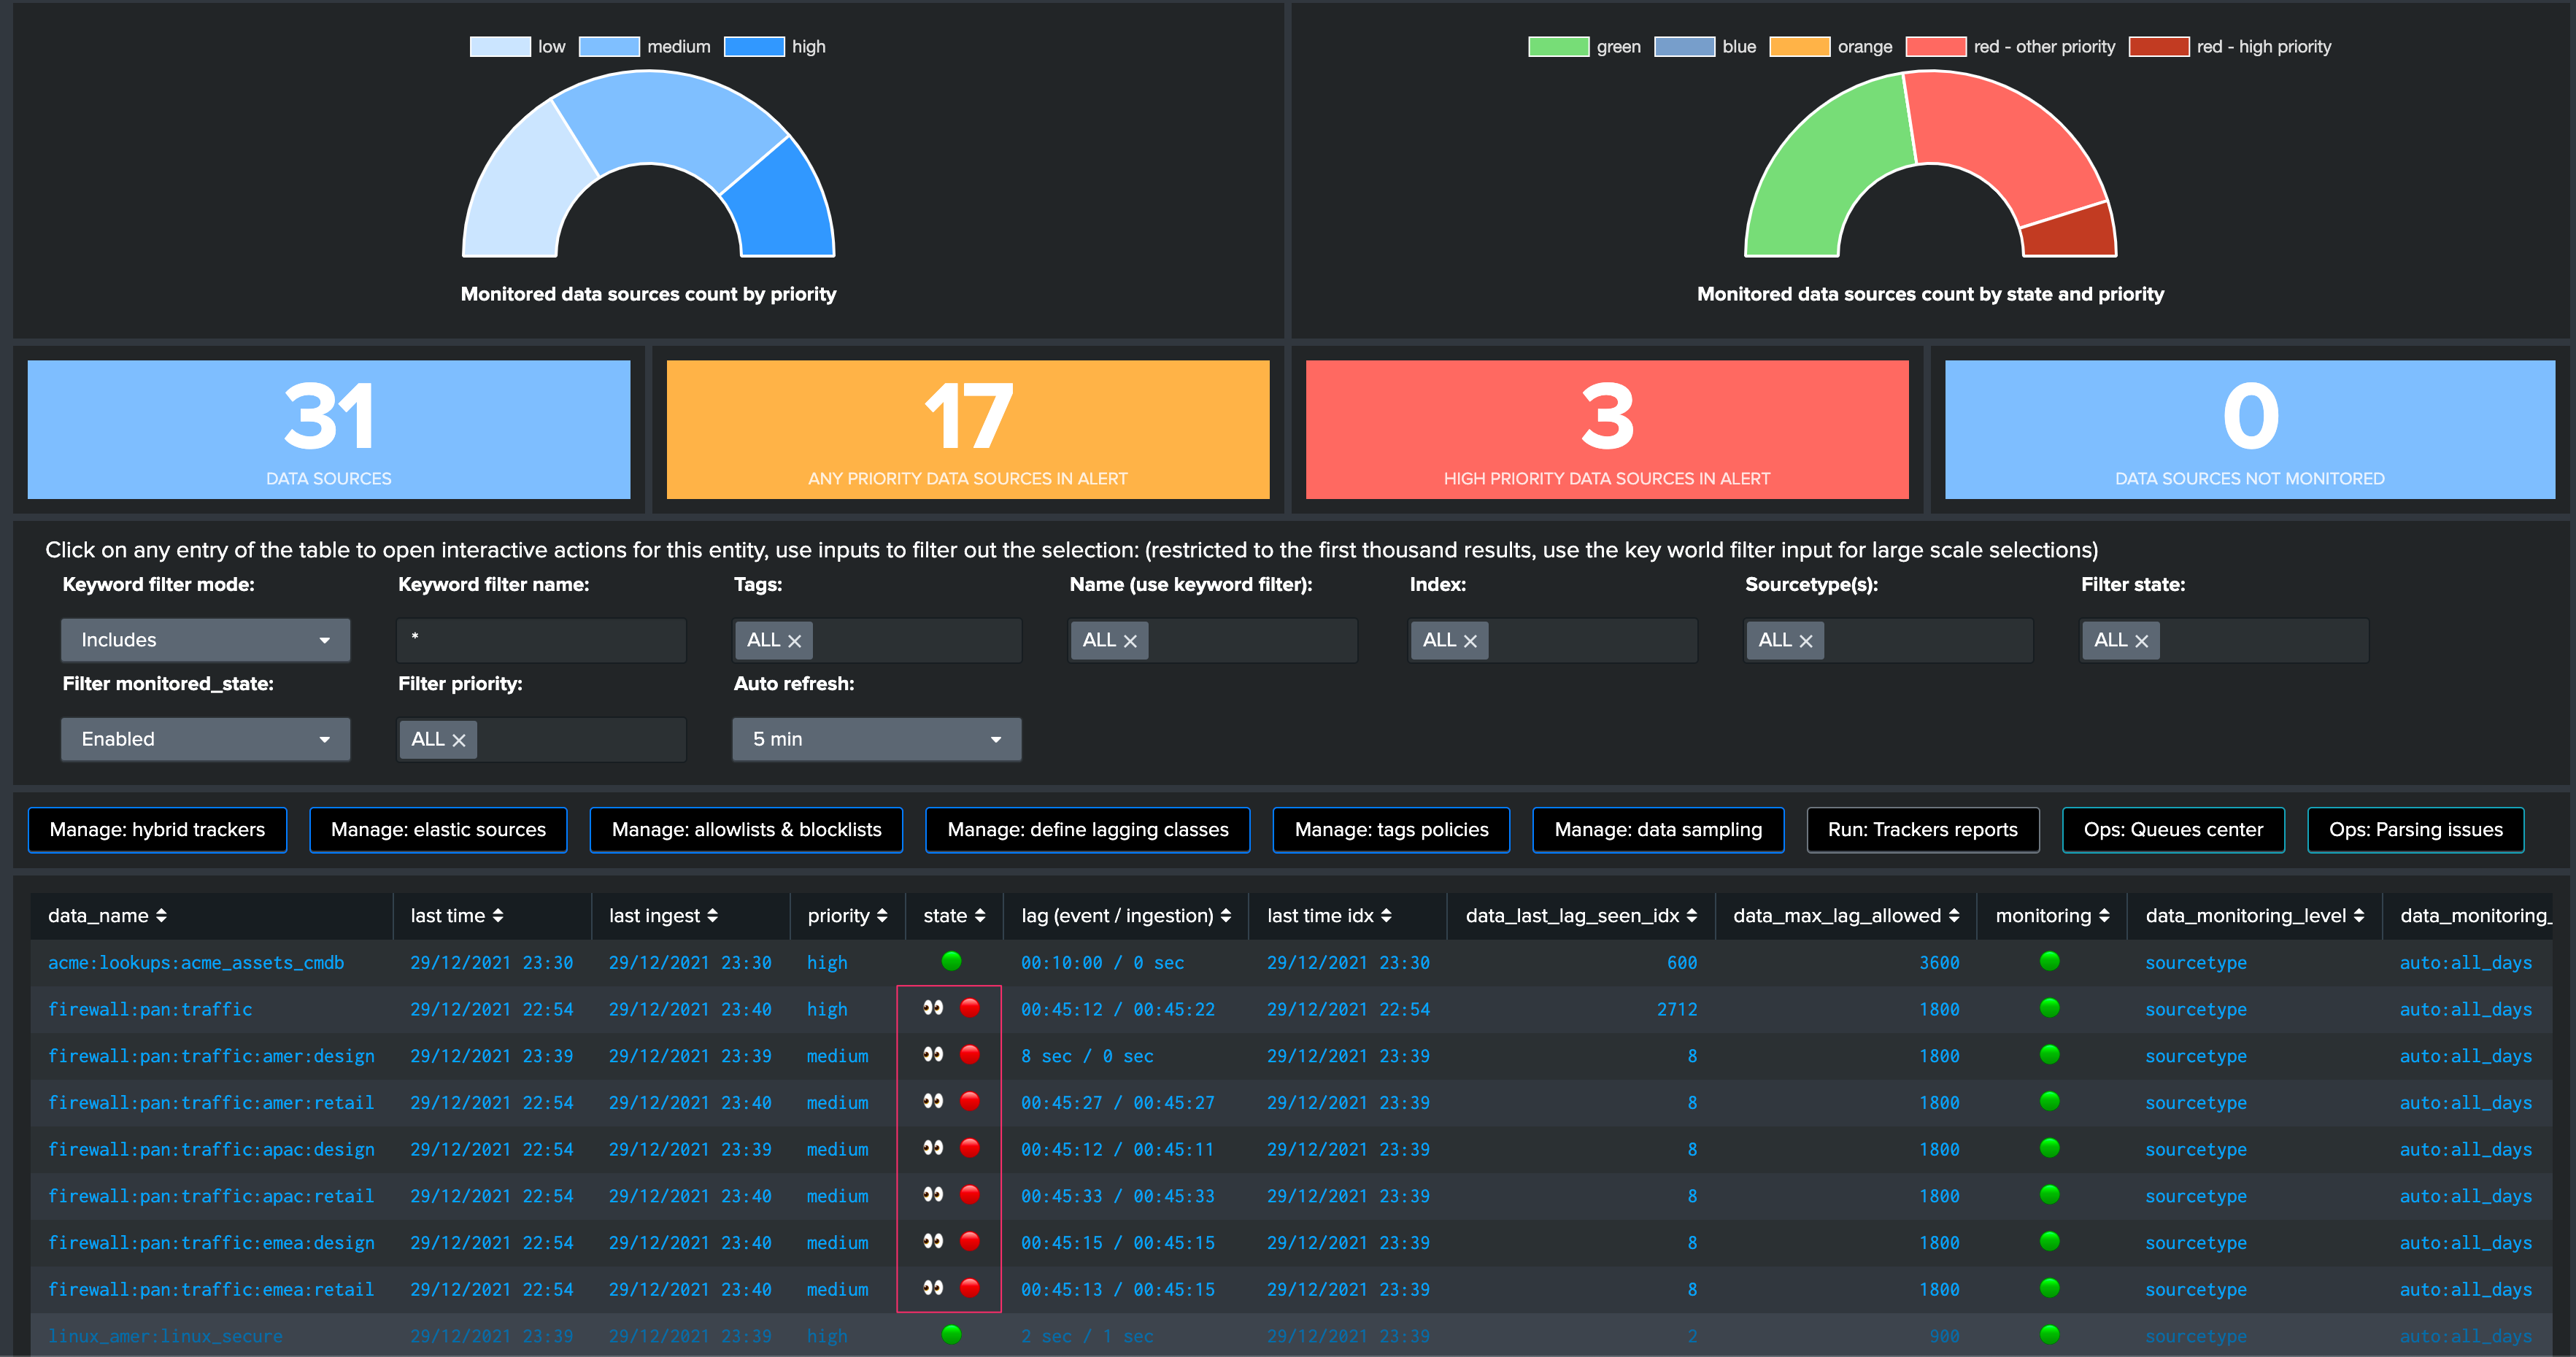 low medium high
green blue orange red - other priority red - high priority
Monitored data sources count by priority
Monitored data sources count by state and priority
31
DATA SOURCES
17
ANY PRIORITY DATA SOURCES IN ALERT
3
HIGH PRIORITY DATA SOURCES IN ALERT
0
DATA SOURCES NOT MONITORED
Click on any entry of the table to open interactive actions for this entity, use inputs to filter out the selection: (restricted to the first thousand results, use the key world filter input for large scale selections)
Keyword filter mode: Keyword filter name: Tags: Name (use keyword filter): Index: Sourcetype(s): Filter state:
Includes * ALL ALL ALL ALL ALL
Filter monitored_state: Filter priority: Auto refresh:
Enabled ALL 5 min
Manage: hybrid trackers Manage: elastic sources Manage: allowlists & blocklists Manage: define lagging classes Manage: tags policies Manage: data sampling Run: Trackers reports Ops: Queues center Ops: Parsing issues
data_name last time last ingest priority state lag (event / ingestion) last time idx data_last_lag_seen_idx data_max_lag_allowed monitoring data_monitoring_level data_monitoring_
acme:lookups:acme_assets_cmdb 29/12/2021 23:30 29/12/2021 23:30 high 00:10:00 / 0 sec 29/12/2021 23:30 600 3600 sourcetype auto:all_days
firewall:pan:traffic 29/12/2021 22:54 29/12/2021 23:40 high 00:45:12 / 00:45:22 29/12/2021 22:54 2712 1800 sourcetype auto:all_days
firewall:pan:traffic:amer:design 29/12/2021 23:39 29/12/2021 23:39 medium 8 sec / 0 sec 29/12/2021 23:39 8 1800 sourcetype auto:all_days
firewall:pan:traffic:amer:retail 29/12/2021 22:54 29/12/2021 23:40 medium 00:45:27 / 00:45:27 29/12/2021 23:39 8 1800 sourcetype auto:all_days
firewall:pan:traffic:apac:design 29/12/2021 22:54 29/12/2021 23:39 medium 00:45:12 / 00:45:11 29/12/2021 23:39 8 1800 sourcetype auto:all_days
firewall:pan:traffic:apac:retail 29/12/2021 22:54 29/12/2021 23:40 medium 00:45:33 / 00:45:33 29/12/2021 23:39 8 1800 sourcetype auto:all_days
firewall:pan:traffic:emea:design 29/12/2021 22:54 29/12/2021 23:40 medium 00:45:15 / 00:45:15 29/12/2021 23:39 8 1800 sourcetype auto:all_days
firewall:pan:traffic:emea:retail 29/12/2021 22:54 29/12/2021 23:40 medium 00:45:13 / 00:45:15 29/12/2021 23:39 8 1800 sourcetype auto:all_days
linux_amer:linux_secure 29/12/2021 23:39 29/12/2021 23:39 high 2 sec / 1 sec 29/12/2021 23:39 2 900 sourcetype auto:all_days